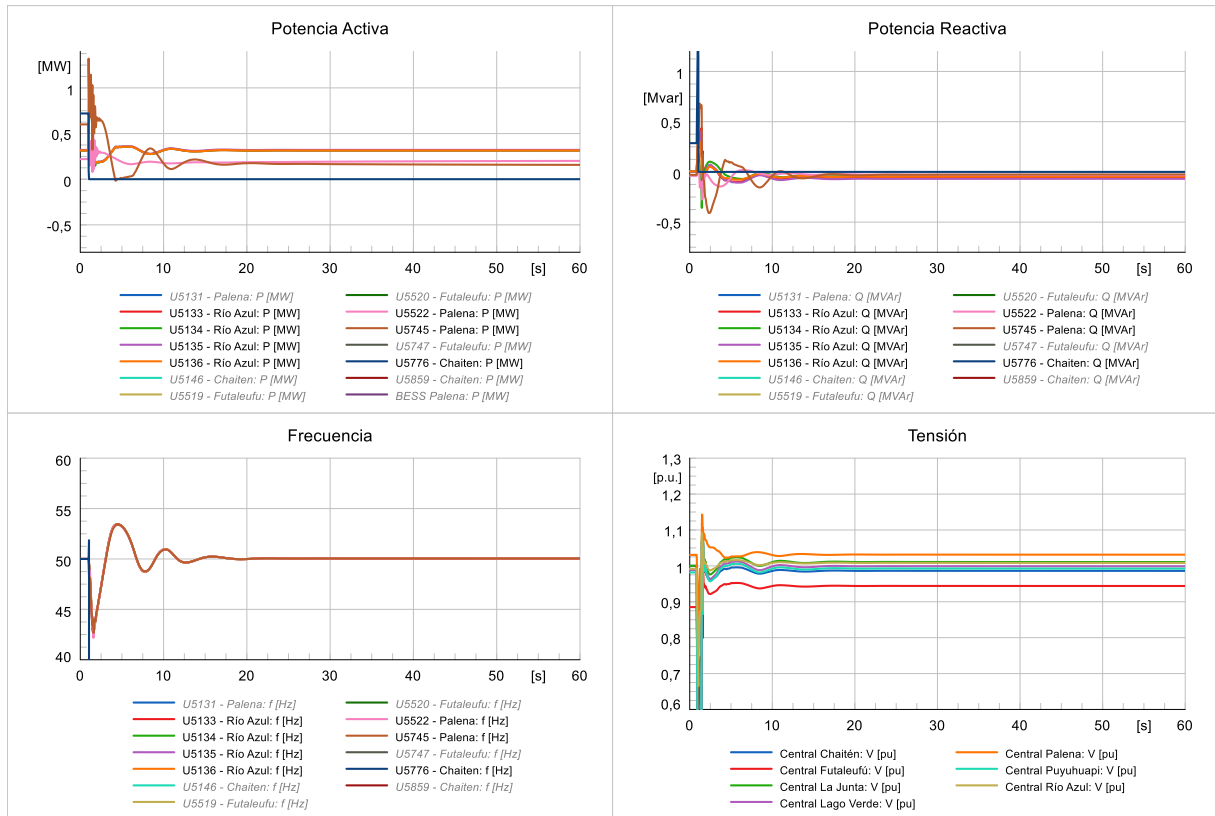 Potencia Activa
[MW]
1
0,5
0
-0,5
0
10
20
30
40
50
[s]
60
U5131 - Palena: P [MW]
U5520 - Futaleufu: P [MW]
U5133 - Río Azul: P [MW]
U5522 - Palena: P [MW]
U5134 - Río Azul: P [MW]
U5745 - Palena: P [MW]
U5135 - Río Azul: P [MW]
U5747 - Futaleufu: P [MW]
U5136 - Río Azul: P [MW]
U5776 - Chaiten: P [MW]
U5146 - Chaiten: P [MW]
U5859 - Chaiten: P [MW]
U5519 - Futaleufu: P [MW]
BESS Palena: P [MW]
Potencia Reactiva
1
[Mvar]
0,5
0
-0,5
0
10
20
30
40
50
[s]
60
U5131 - Palena: Q [MVAr]
U5520 - Futaleufu: Q [MVAr]
U5133 - Río Azul: Q [MVAr]
U5522 - Palena: Q [MVAr]
U5134 - Río Azul: Q [MVAr]
U5745 - Palena: Q [MVAr]
U5135 - Río Azul: Q [MVAr]
U5747 - Futaleufu: Q [MVAr]
U5136 - Río Azul: Q [MVAr]
U5776 - Chaiten: Q [MVAr]
U5146 - Chaiten: Q [MVAr]
U5859 - Chaiten: Q [MVAr]
U5519 - Futaleufu: Q [MVAr]
Frecuencia
60
55
50
45
40
0
10
20
30
40
50
[s]
60
U5131 - Palena: f [Hz]
U5520 - Futaleufu: f [Hz]
U5133 - Río Azul: f [Hz]
U5522 - Palena: f [Hz]
U5134 - Río Azul: f [Hz]
U5745 - Palena: f [Hz]
U5135 - Río Azul: f [Hz]
U5747 - Futaleufu: f [Hz]
U5136 - Río Azul: f [Hz]
U5776 - Chaiten: f [Hz]
U5146 - Chaiten: f [Hz]
U5859 - Chaiten: f [Hz]
U5519 - Futaleufu: f [Hz]
Tensión
1,3
[p.u.]
1,2
1,1
1
0,9
0,8
0,7
0,6
0
10
20
30
40
50
[s]
60
Central Chaitén: V [pu]
Central Palena: V [pu]
Central Futaleufú: V [pu]
Central Puyuhuapi: V [pu]
Central La Junta: V [pu]
Central Río Azul: V [pu]
Central Lago Verde: V [pu]